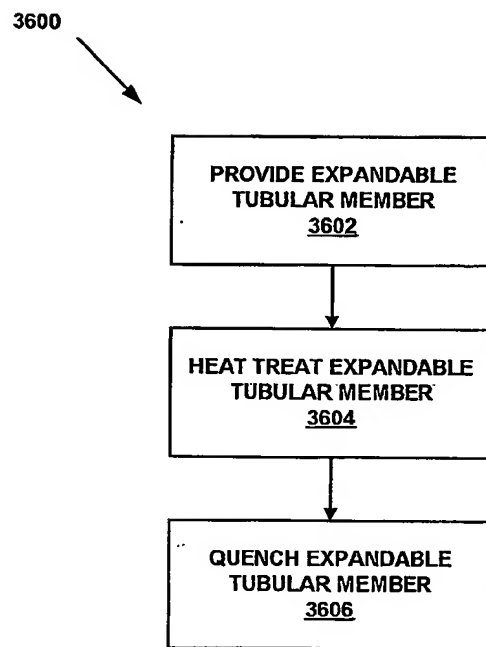 3600
PROVIDE EXPANDABLE
TUBULAR MEMBER
3602
HEAT TREAT EXPANDABLE
TUBULAR MEMBER
3604
QUENCH EXPANDABLE
TUBULAR MEMBER
3606